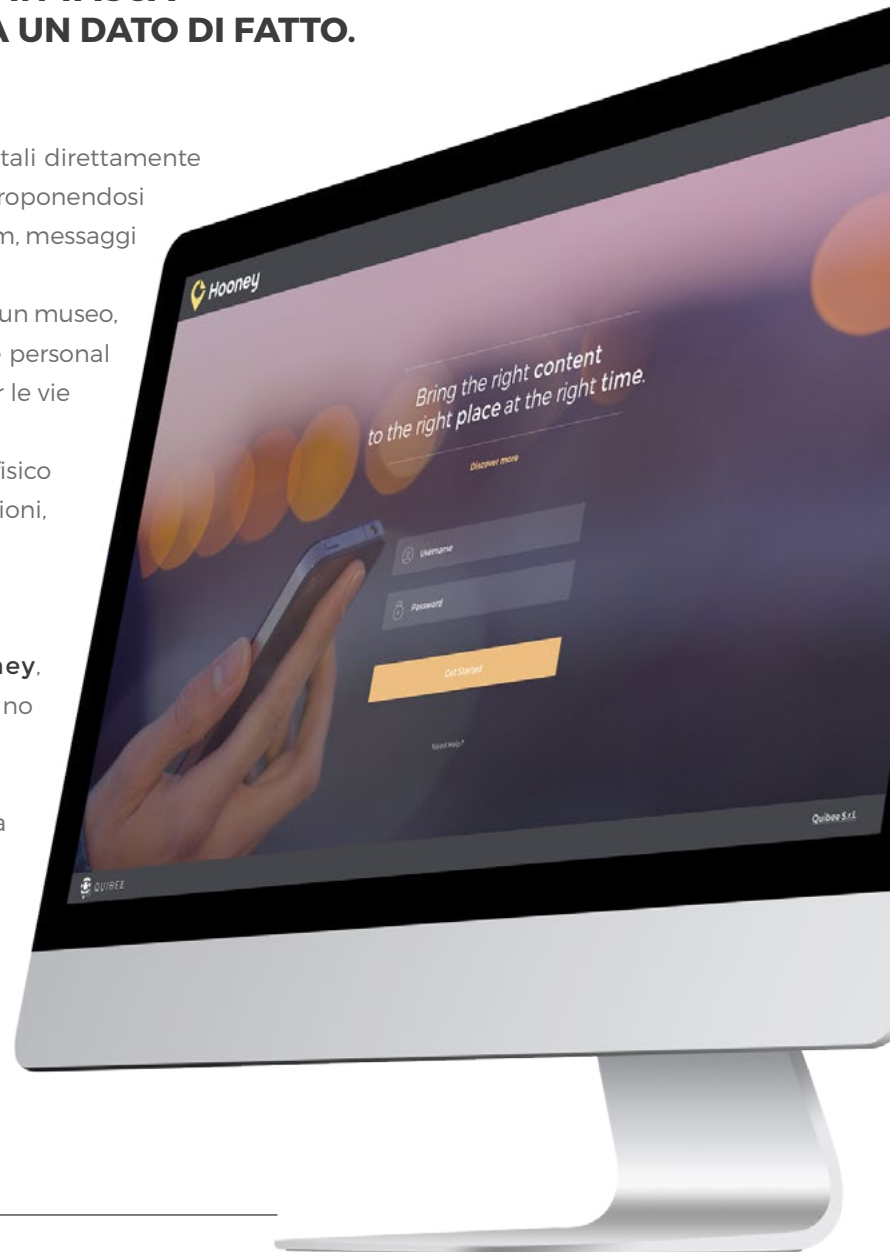 A UN DATO DI FATTO.
tali direttamente
roponendosi
m, messaggi
un museo,
personal
r le vie
fisico
ioni,
ney,
no
a
Hooney
Bring the right content
to the right place at the right time.
Discover more
Username
Password
Get Started
Need Help?
QUIBEE
Quibee S.r.l.